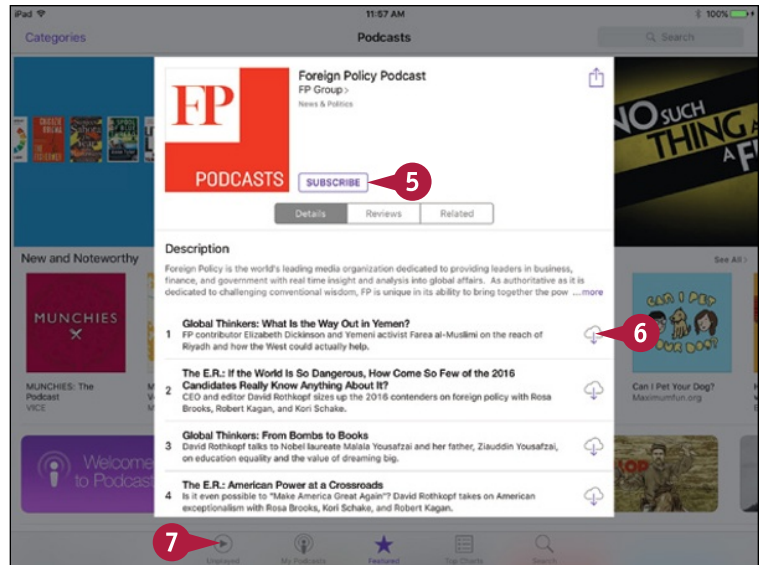 iPad 11:57 AM 100%
Categories Podcasts Search
FP
PODCASTS
Foreign Policy Podcast
FP Group >
News & Politics
SUBSCRIBE 5
Details Reviews Related
NO SUCH
THING
A
New and Noteworthy See All >
Description
Foreign Policy is the world's leading media organization dedicated to providing leaders in business,
finance, and government with real time insight and analysis into global affairs. As authoritative as it is
dedicated to challenging conventional wisdom, FP is unique in its ability to bring together the pow ...more
1 Global Thinkers: What Is the Way Out in Yemen?
FP contributor Elizabeth Dickinson and Yemeni activist Farea al-Muslimi on the reach of
Riyadh and how the West could actually help.
6
2 The E.R.: If the World Is So Dangerous, How Come So Few of the 2016
Candidates Really Know Anything About It?
CEO and editor David Rothkopf sizes up the 2016 contenders on foreign policy with Rosa
Brooks, Robert Kagan, and Kori Schake.
3 Global Thinkers: From Bombs to Books
David Rothkopf talks to Nobel laureate Malala Yousafzai and her father, Ziauddin Yousafzai,
on education equality and the value of dreaming big.
4 The E.R.: American Power at a Crossroads
Is it even possible to "Make America Great Again"? David Rothkopf takes on American
exceptionalism with Rosa Brooks, Kori Schake, and Robert Kagan.
MUNCHIES
MUNCHIES: The
Podcast
VICE
CAN I PET
YOUR DOG?
Can I Pet Your Dog?
Maximumfun.org
Welcome
to Podcast
7
Unplayed My Podcasts Featured Top Charts Search